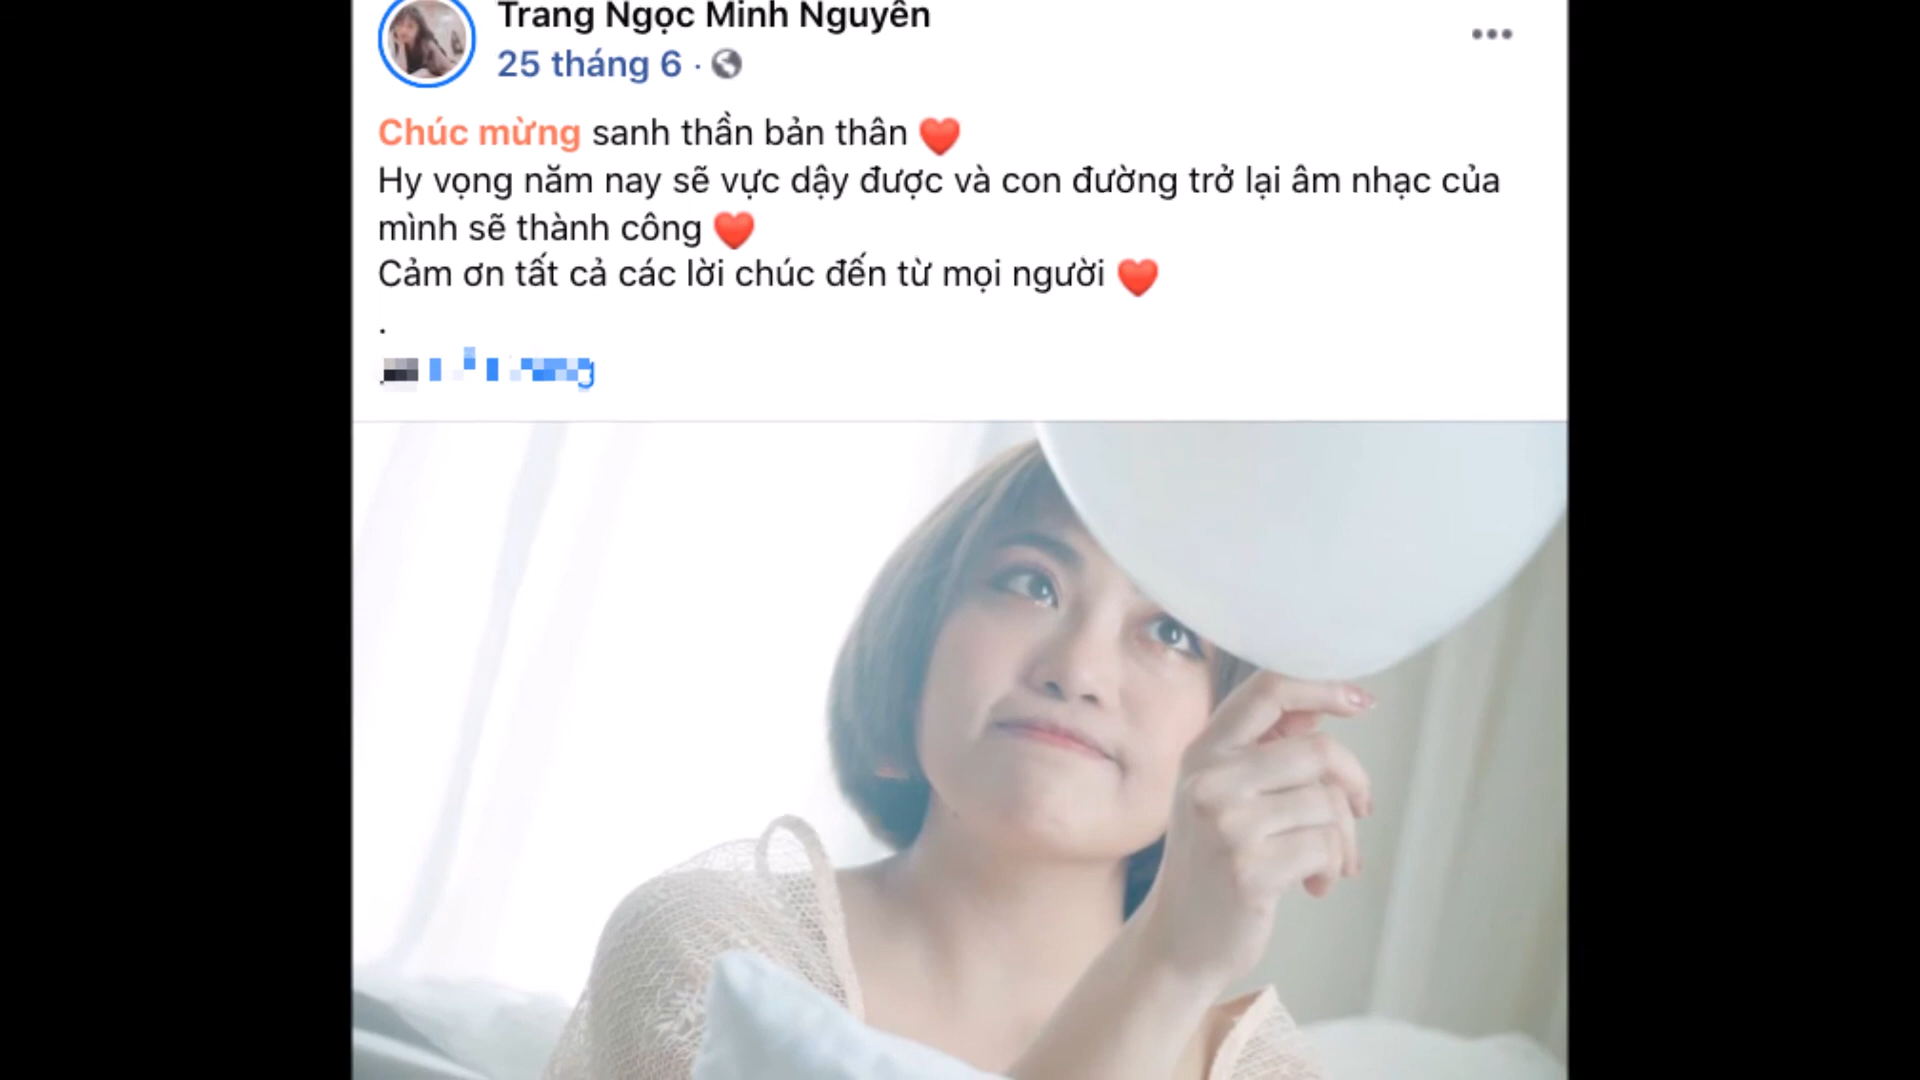 Trang Ngọc Minh Nguyên
25 tháng 6 ·
Chúc mừng sanh thần bản thân ❤️
Hy vọng năm nay sẽ vực dậy được và con đường trở lại âm nhạc của
mình sẽ thành công ❤️
Cảm ơn tất cả các lời chúc đến từ mọi người ❤️
.